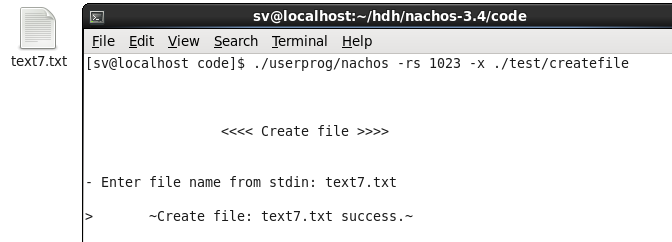 text7.txt
sv@localhost:~/hdh/nachos-3.4/code
File Edit View Search Terminal Help
[sv@localhost code]$ ./userprog/nachos -rs 1023 -x ./test/createfile
<<<< Create file >>>>
- Enter file name from stdin: text7.txt
> ~Create file: text7.txt success.~